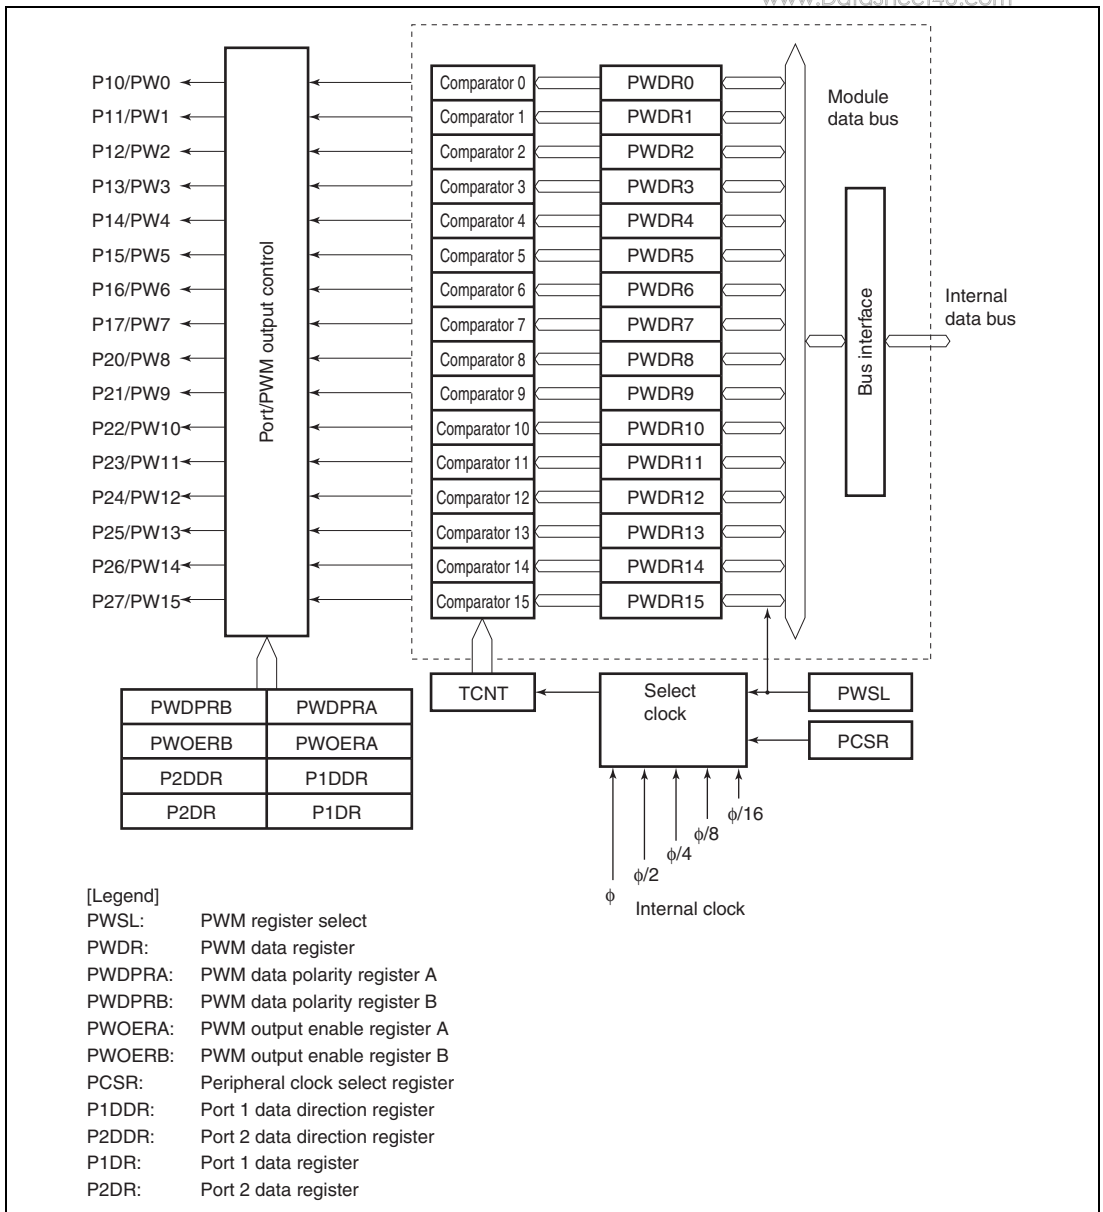 P10/PW0
P11/PW1
P12/PW2
P13/PW3
P14/PW4
P15/PW5
P16/PW6
P17/PW7
P20/PW8
P21/PW9
P22/PW10
P23/PW11
P24/PW12
P25/PW13
P26/PW14
P27/PW15
Port/PWM output control
Comparator 0 PWDR0
Comparator 1 PWDR1
Comparator 2 PWDR2
Comparator 3 PWDR3
Comparator 4 PWDR4
Comparator 5 PWDR5
Comparator 6 PWDR6
Comparator 7 PWDR7
Comparator 8 PWDR8
Comparator 9 PWDR9
Comparator 10 PWDR10
Comparator 11 PWDR11
Comparator 12 PWDR12
Comparator 13 PWDR13
Comparator 14 PWDR14
Comparator 15 PWDR15
Module
data bus
Bus interface
Internal
data bus
PWDPRB PWDPRA
PWOERB PWOERA
P2DDR P1DDR
P2DR P1DR
TCNT
Select
clock
PWSL
PCSR
ϕ/16
ϕ/8
ϕ/4
ϕ/2
ϕ
Internal clock
[Legend]
PWSL: PWM register select
PWDR: PWM data register
PWDPRA: PWM data polarity register A
PWDPRB: PWM data polarity register B
PWOERA: PWM output enable register A
PWOERB: PWM output enable register B
PCSR: Peripheral clock select register
P1DDR: Port 1 data direction register
P2DDR: Port 2 data direction register
P1DR: Port 1 data register
P2DR: Port 2 data register